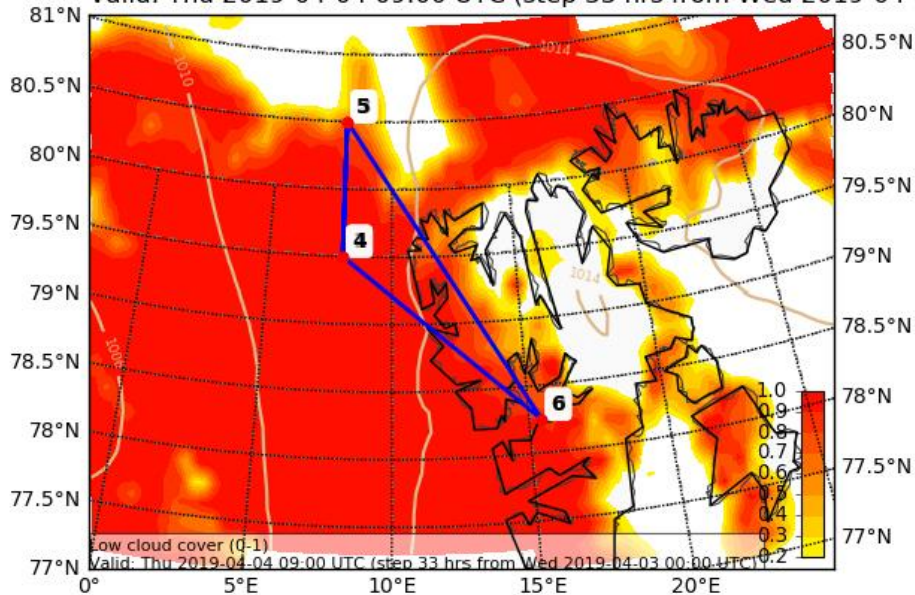 Valid: Thu 2019-04-04 09:00 UTC (step 33 hrs from Wed 2019-04
81°N
80.5°N
80°N
79.5°N
79°N
78.5°N
78°N
77.5°N
77°N
80.5°N
80°N
79.5°N
79°N
78.5°N
78°N
77.5°N
77°N
1010
1014
5
4
1014
1008
6
1.0
0.9
0.8
0.7
0.6
0.5
0.4
0.3
0.2
Low cloud cover (0-1)
Valid: Thu 2019-04-04 09:00 UTC (step 33 hrs from Wed 2019-04-03 00:00 UTC)
0°
5°E
10°E
15°E
20°E